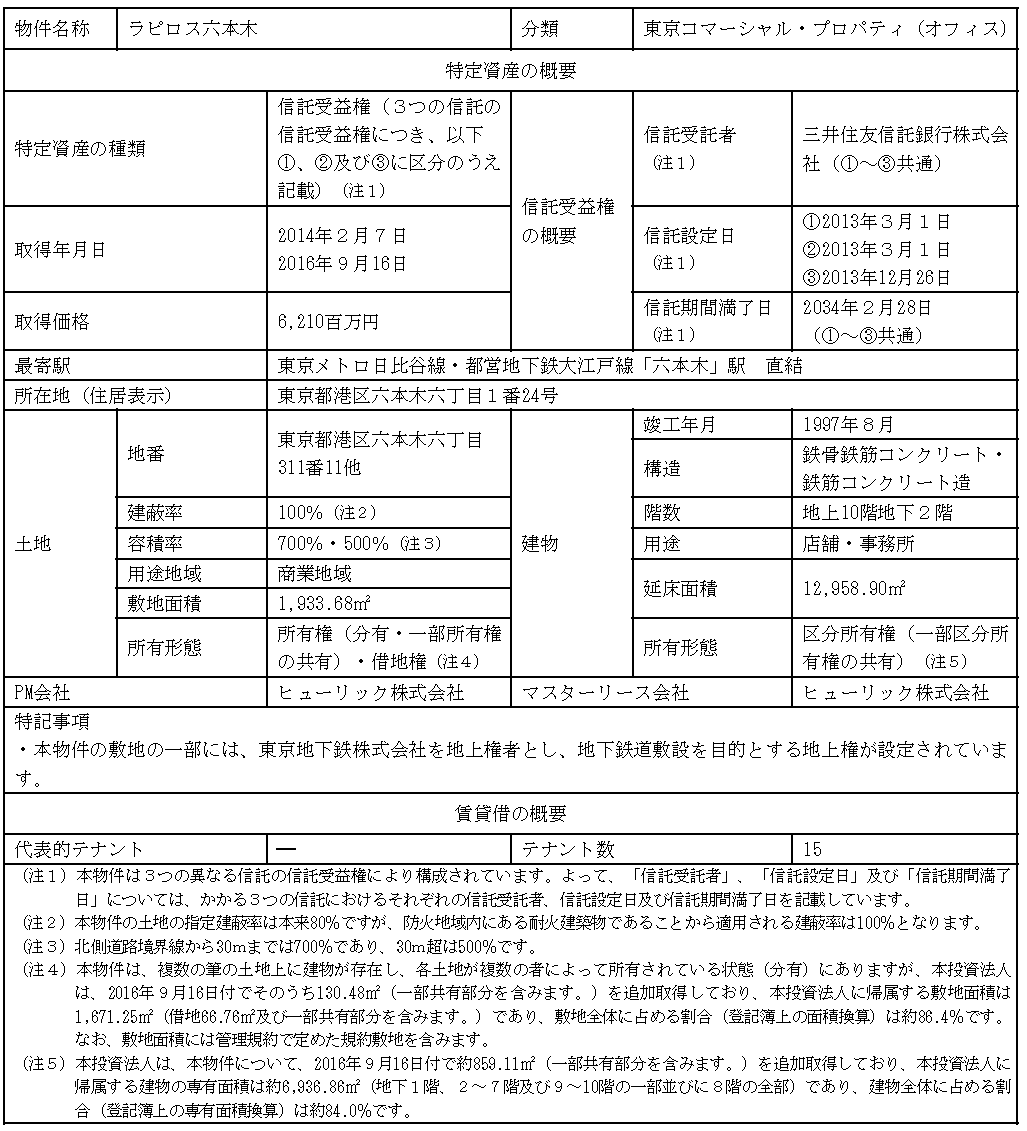 物件名称 ラピロス六本木 分類 東京コマーシャル・プロパティ（オフィス）
特定資産の概要
特定資産の種類
信託受益権（３つの信託の
信託受益権につき、以下
①、②及び③に区分のうえ
記載）（注１）
信託受益権
の概要
信託受託者
（注１）
三井住友信託銀行株式会
社（①～③共通）
取得年月日
2014年２月７日
2016年９月16日
信託設定日
（注１）
①2013年３月１日
②2013年３月１日
③2013年12月26日
取得価格
6,210百万円
信託期間満了日
（注１）
2034年２月28日
（①～③共通）
最寄駅 東京メトロ日比谷線・都営地下鉄大江戸線「六本木」駅　直結
所在地（住居表示） 東京都港区六本木六丁目１番24号
土地
地番
東京都港区六本木六丁目
311番11他
建蔽率 100%（注２）
容積率 700%・500%（注３）
用途地域 商業地域
敷地面積 1,933.68㎡
所有形態
所有権（分有・一部所有権
の共有）・借地権（注４）
建物
竣工年月 1997年８月
構造
鉄骨鉄筋コンクリート・
鉄筋コンクリート造
階数 地上10階地下２階
用途 店舗・事務所
延床面積 12,958.90㎡
所有形態
区分所有権（一部区分所
有権の共有）（注５）
PM会社 ヒューリック株式会社 マスターリース会社 ヒューリック株式会社
特記事項
・本物件の敷地の一部には、東京地下鉄株式会社を地上権者とし、地下鉄道敷設を目的とする地上権が設定されていま
す。
賃貸借の概要
代表的テナント ― テナント数 15
（注１）本物件は３つの異なる信託の信託受益権により構成されています。よって、「信託受託者」、「信託設定日」及び「信託期間満了
日」については、かかる３つの信託におけるそれぞれの信託受託者、信託設定日及び信託期間満了日を記載しています。
（注２）本物件の土地の指定建蔽率は本来80%ですが、防火地域内にある耐火建築物であることから適用される建蔽率は100%となります。
（注３）北側道路境界線から30mまでは700%であり、30m超は500%です。
（注４）本物件は、複数の筆の土地上に建物が存在し、各土地が複数の者によって所有されている状態（分有）にありますが、本投資法人
は、2016年９月16日付でそのうち130.48㎡（一部共有部分を含みます。）を追加取得しており、本投資法人に帰属する敷地面積は
1,671.25㎡（借地66.76㎡及び一部共有部分を含みます。）であり、敷地全体に占める割合（登記簿上の面積換算）は約86.4%です。
なお、敷地面積には管理規約で定めた規約敷地を含みます。
（注５）本投資法人は、本物件について、2016年９月16日付で約859.11㎡（一部共有部分を含みます。）を追加取得しており、本投資法人に
帰属する建物の専有面積は約6,936.86㎡（地下１階、２～７階及び９～10階の一部並びに８階の全部）であり、建物全体に占める割
合（登記簿上の専有面積換算）は約84.0%です。